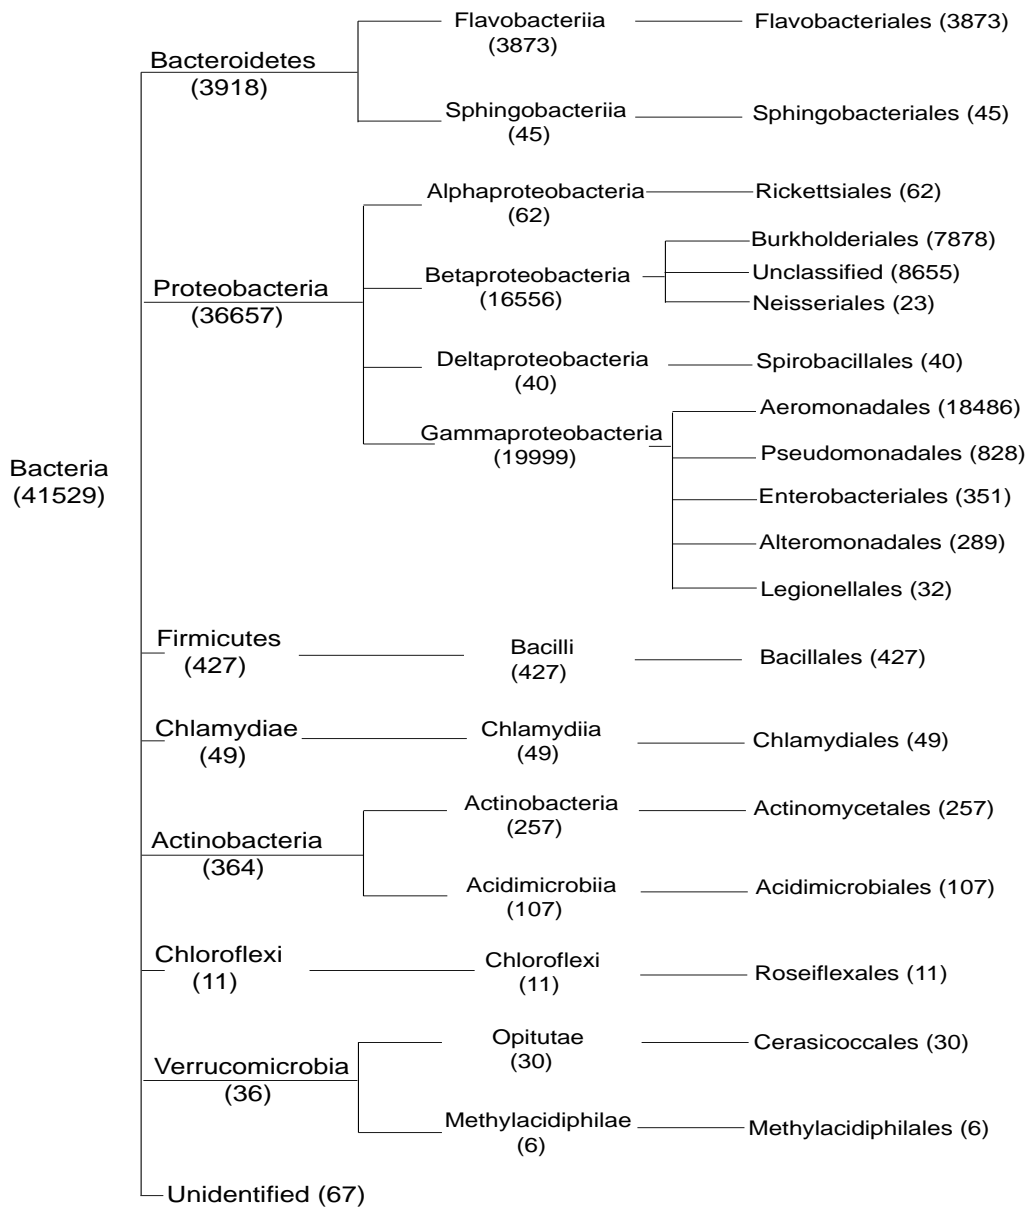 Bacteria
(41529)
Bacteroidetes
(3918)
Flavobacteriia
(3873)
Flavobacteriales (3873)
Sphingobacteriia
(45)
Sphingobacteriales (45)
Proteobacteria
(36657)
Alphaproteobacteria
(62)
Rickettsiales (62)
Betaproteobacteria
(16556)
Burkholderiales (7878)
Unclassified (8655)
Neisseriales (23)
Deltaproteobacteria
(40)
Spirobacillales (40)
Gammaproteobacteria
(19999)
Aeromonadales (18486)
Pseudomonadales (828)
Enterobacteriales (351)
Alteromonadales (289)
Legionellales (32)
Firmicutes
(427)
Bacilli
(427)
Bacillales (427)
Chlamydiae
(49)
Chlamydiia
(49)
Chlamydiales (49)
Actinobacteria
(364)
Actinobacteria
(257)
Actinomycetales (257)
Acidimicrobiia
(107)
Acidimicrobiales (107)
Chloroflexi
(11)
Chloroflexi
(11)
Roseiflexales (11)
Verrucomicrobia
(36)
Opitutae
(30)
Cerasicoccales (30)
Methylacidiphilae
(6)
Methylacidiphilales (6)
Unidentified (67)